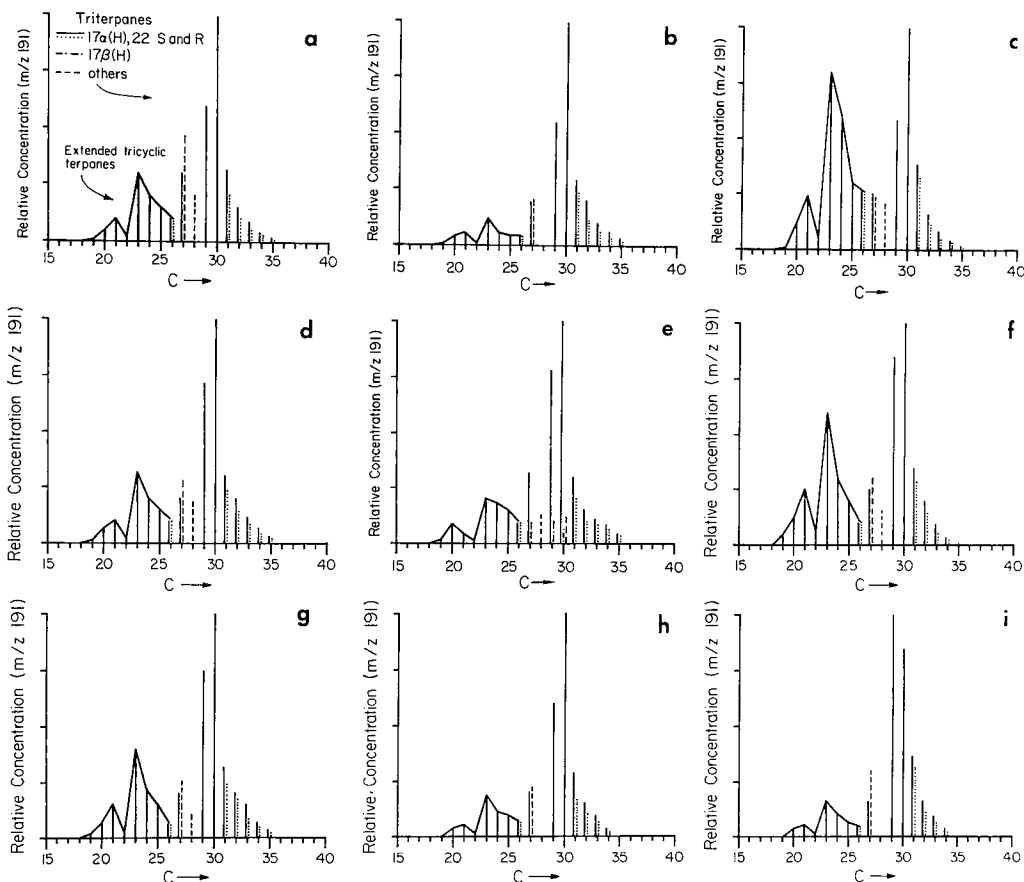 Triterpanes
17α(H), 22 S and R
17β(H)
others
Extended tricyclic
terpanes
a
Relative Concentration (m/z 191)
15 20 25 30 35 40
C
b
Relative Concentration (m/z 191)
15 20 25 30 35 40
C
c
Relative Concentration (m/z 191)
15 20 25 30 35 40
C
d
Relative Concentration (m/z 191)
15 20 25 30 35 40
C
e
Relative Concentration (m/z 191)
15 20 25 30 35 40
C
f
Relative Concentration (m/z 191)
15 20 25 30 35 40
C
g
Relative Concentration (m/z 191)
15 20 25 30 35 40
C
h
Relative Concentration (m/z 191)
15 20 25 30 35 40
C
i
Relative Concentration (m/z 191)
15 20 25 30 35 40
C